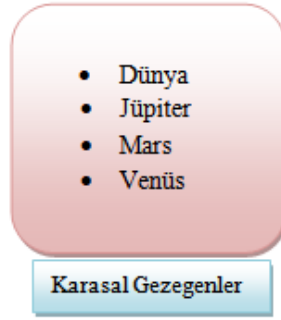 • Dünya
• Jüpiter
• Mars
• Venüs
Karasal Gezegenler